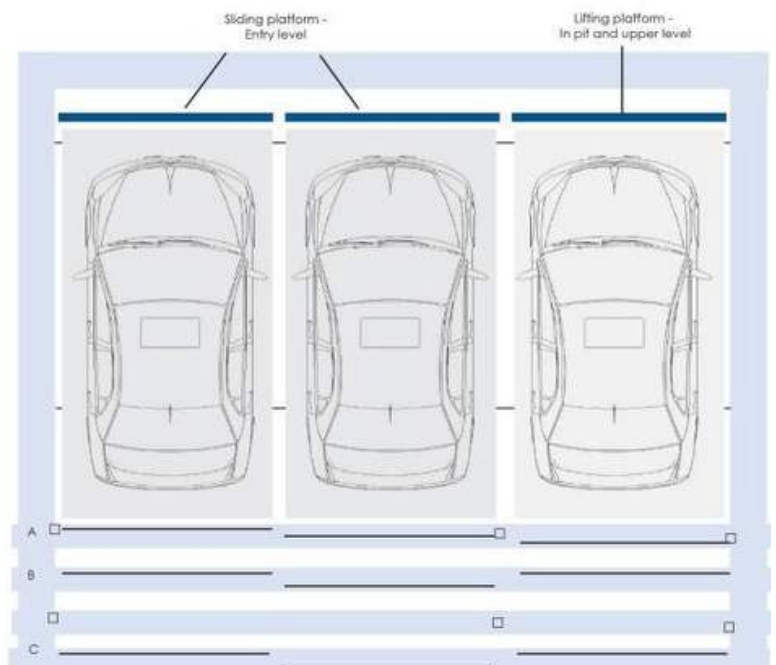 Sliding platform -
Entry level
Lifting platform -
In pit and upper level
A
B
C